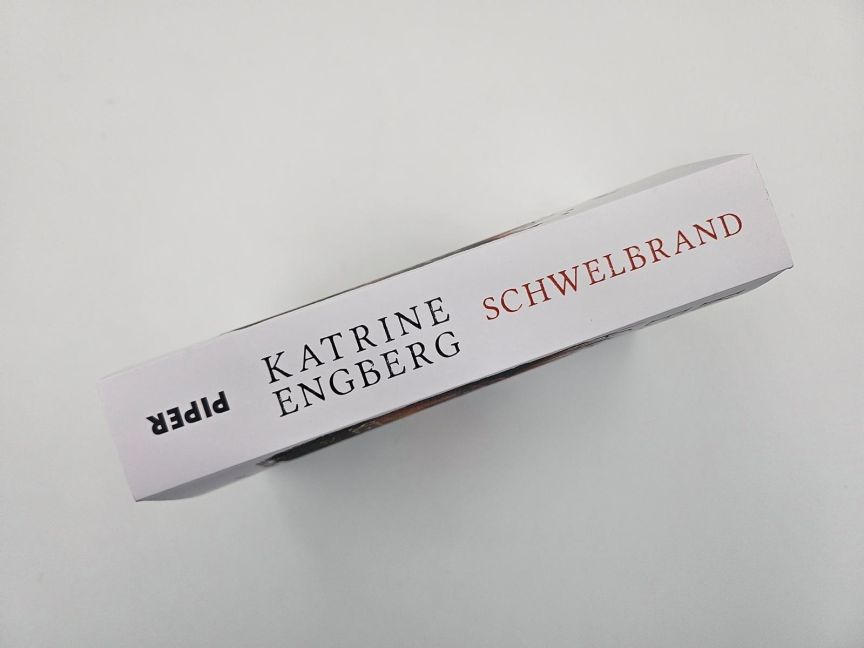 KATRINE
ENGBERG
SCHWELBRAND
PIPER